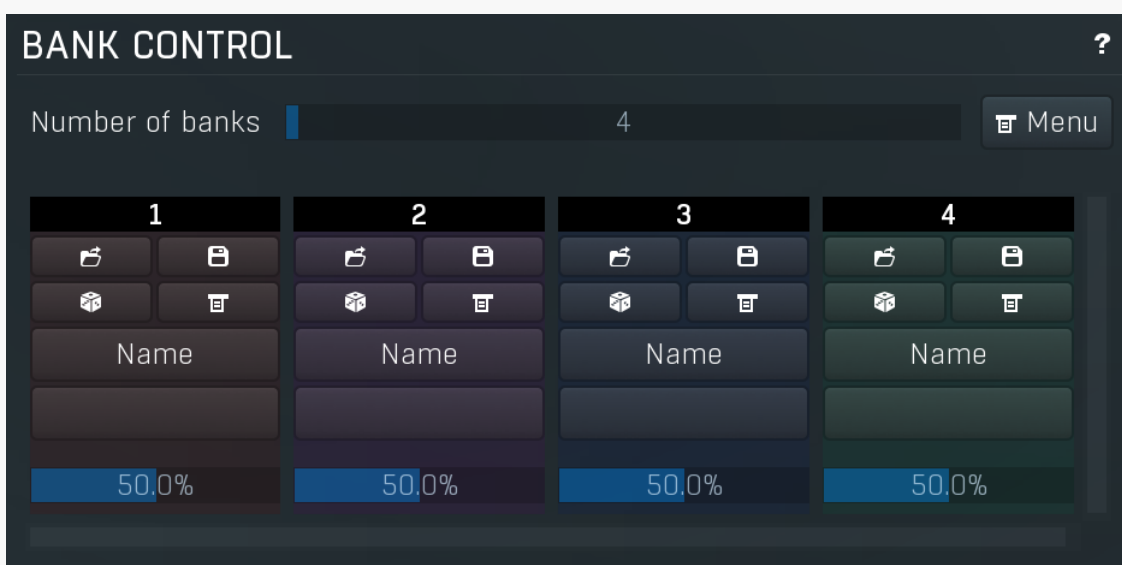 BANK CONTROL ?
Number of banks 4 Menu
1 2 3 4
Name Name Name Name
50.0% 50.0% 50.0% 50.0%